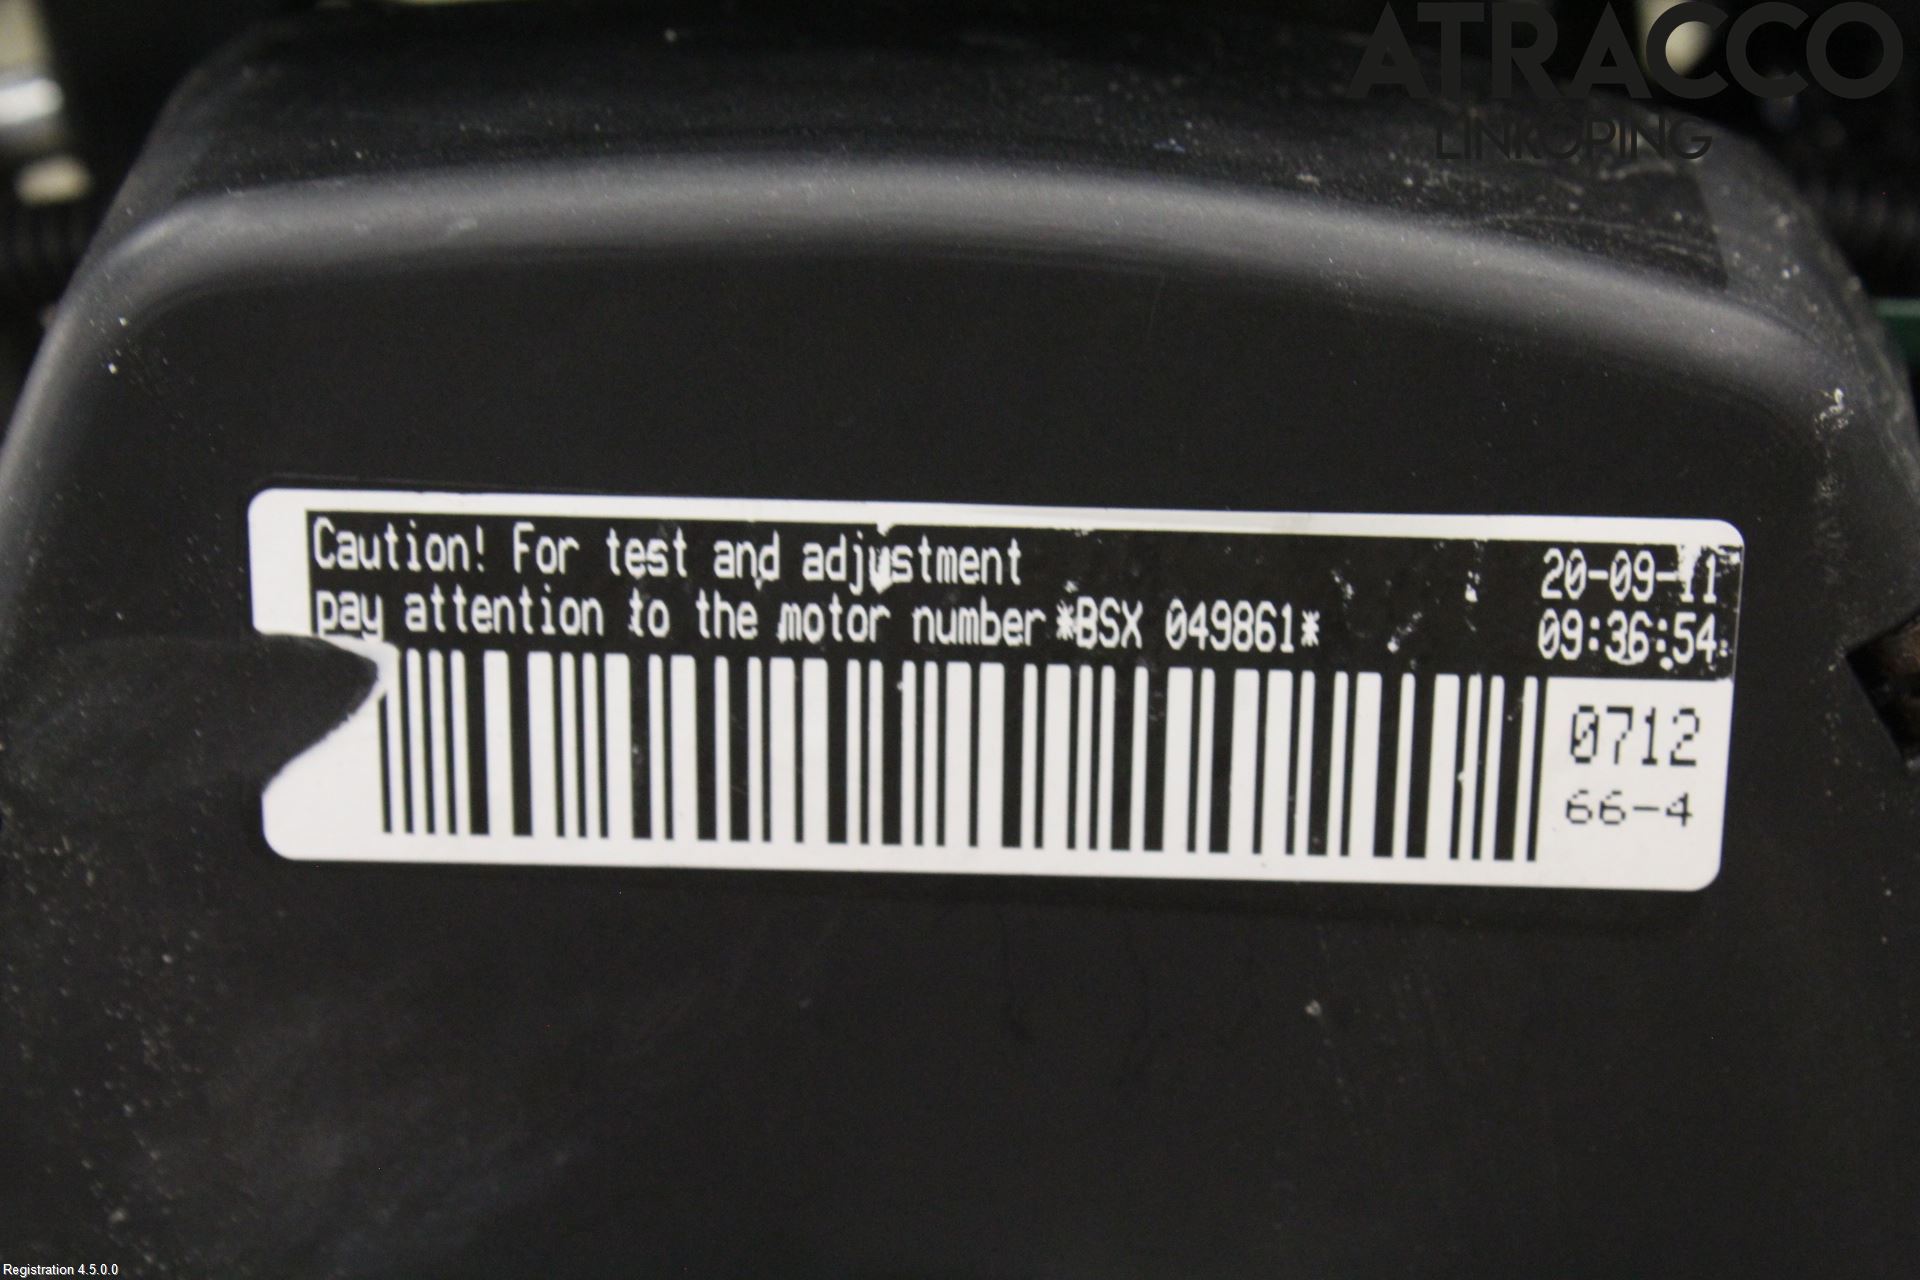 ATRACCO
LINKÖPING
Caution! For test and adjustment
pay attention to the motor number*BSX 049861*
20-09-11
09:36:54
0712
66-4
Registration 4.5.0.0